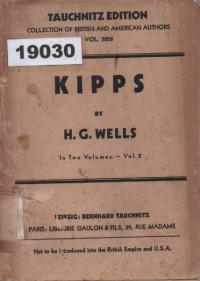 TAUCHNITZ EDITION
COLLECTION OF BRITISH AND AMERICAN AUTHORS
VOL.
19030
KIPPS
BY
H. G. WELLS
In Two Volumes. – Vol. 2
LEIPZIG: BERNHARD TAUCHNITZ
PARIS: LIBRAIRIE GAULON & FILS, 39, RUE MADAME
Not to be introduced into the British Empire and U.S.A.